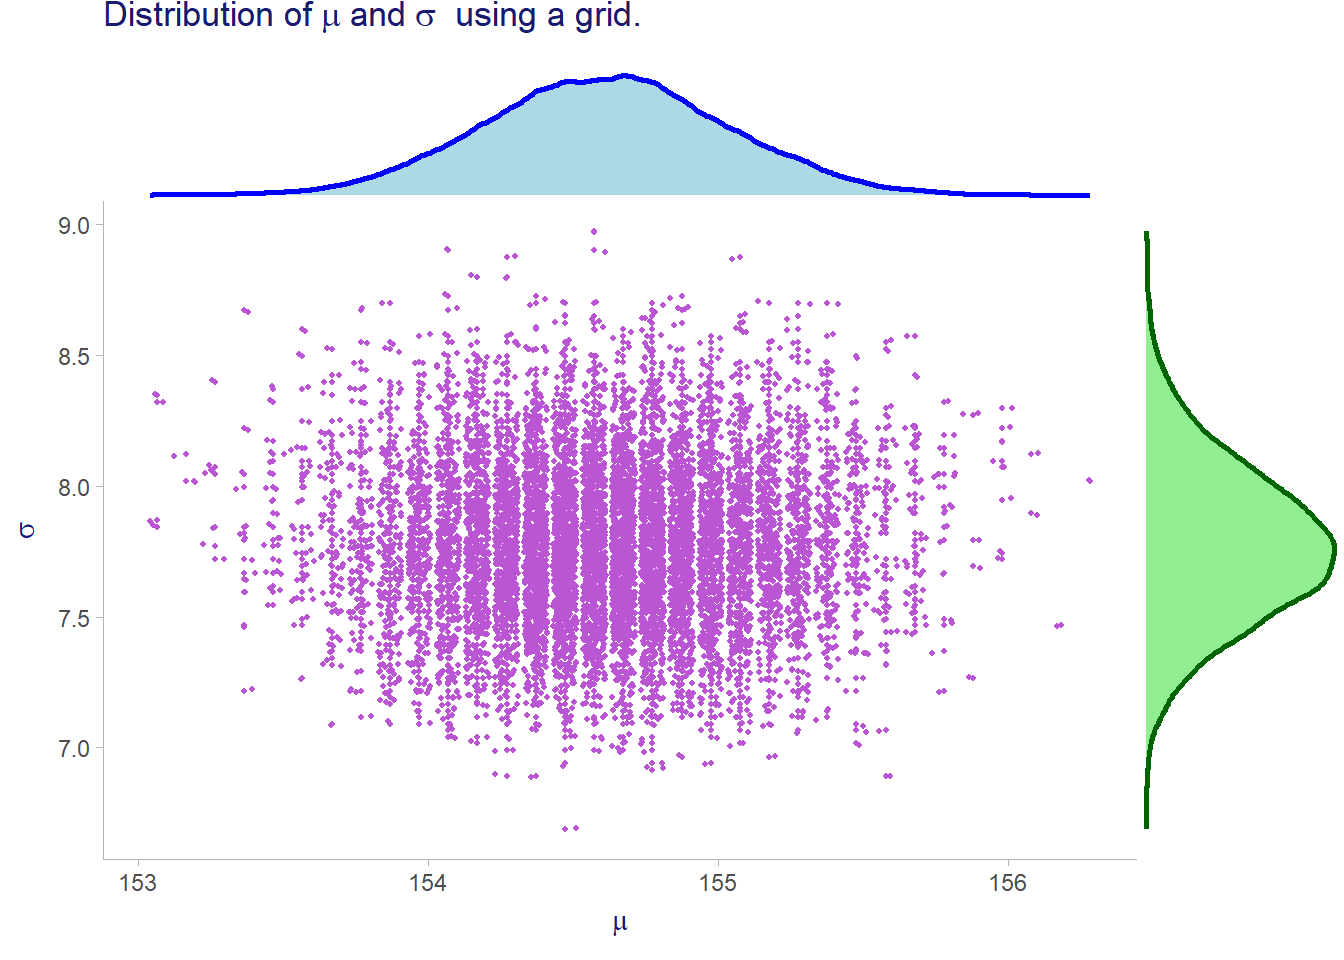 Distribution of μ and σ  using a grid.
9.0
8.5
8.0
7.5
7.0
σ
153 154 155 156
μ